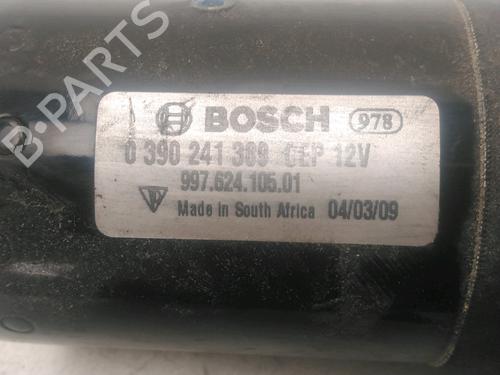 B-PARTS
BOSCH 978
0 390 241 389 CEP 12V
997.624.105.01
Made in South Africa 04/03/09